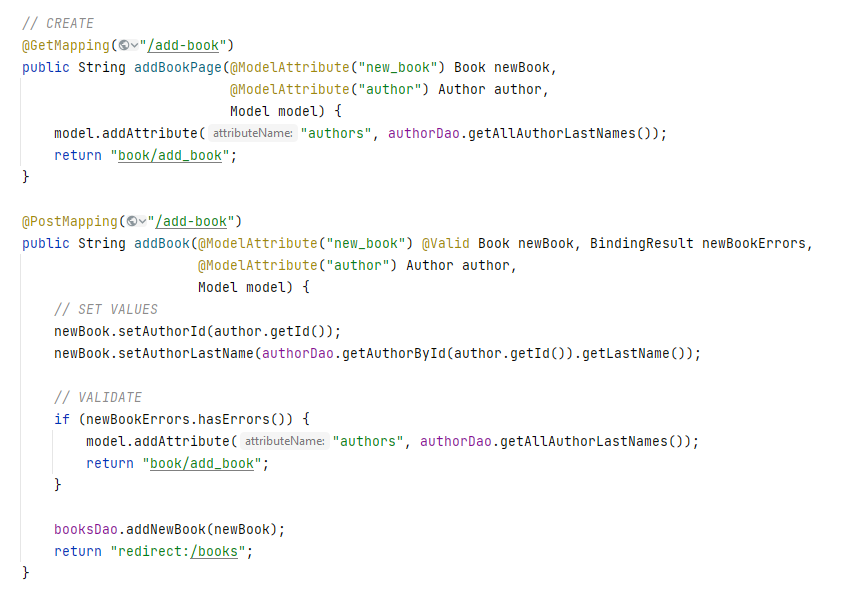 // CREATE
@GetMapping("/add-book")
public String addBookPage(@ModelAttribute("new_book") Book newBook,
@ModelAttribute("author") Author author,
Model model) {
model.addAttribute( attributeName: "authors", authorDao.getAllAuthorLastNames());
return "book/add_book";
}
@PostMapping("/add-book")
public String addBook(@ModelAttribute("new_book") @Valid Book newBook, BindingResult newBookErrors,
@ModelAttribute("author") Author author,
Model model) {
// SET VALUES
newBook.setAuthorId(author.getId());
newBook.setAuthorLastName(authorDao.getAuthorById(author.getId()).getLastName());
// VALIDATE
if (newBookErrors.hasErrors()) {
model.addAttribute( attributeName: "authors", authorDao.getAllAuthorLastNames());
return "book/add_book";
}
booksDao.addNewBook(newBook);
return "redirect:/books";
}